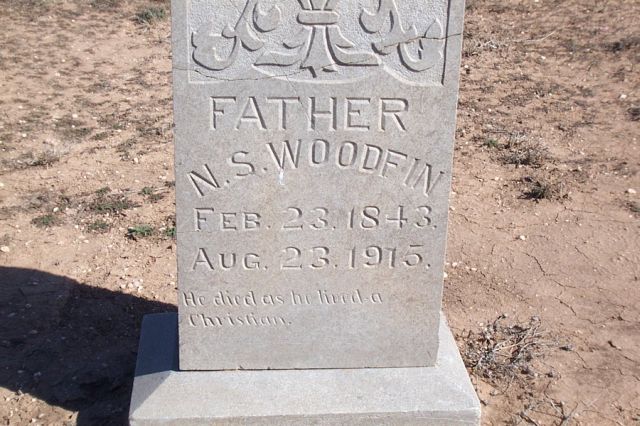 FATHER
N. S. WOODFIN
FEB. 23. 1843.
AUG. 23. 1915.
He died as he lived a
Christian.